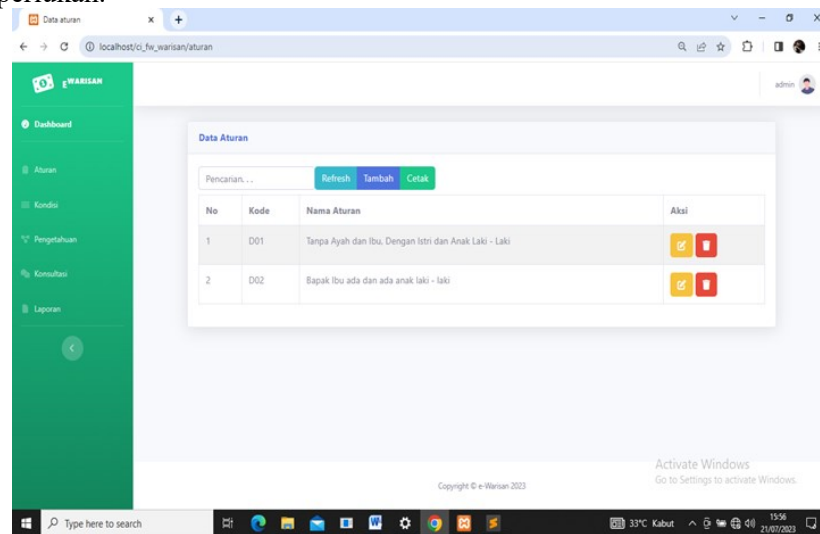 perlukan.
Data aturan
localhost/ci_fw_warisan/aturan
EWARISAN
admin
Dashboard
Data Aturan
Aturan
Pencarian. . .
Refresh
Tambah
Cetak
Kondisi
No Kode Nama Aturan Aksi
Pengetahuan
1 D01 Tanpa Ayah dan Ibu, Dengan Istri dan Anak Laki - Laki
Konsultasi
2 D02 Bapak Ibu ada dan ada anak laki - laki
Laporan
Activate Windows
Go to Settings to activate Windows.
Copyright © e-Warisan 2023
Type here to search
33°C Kabut
15:56
21/07/2023